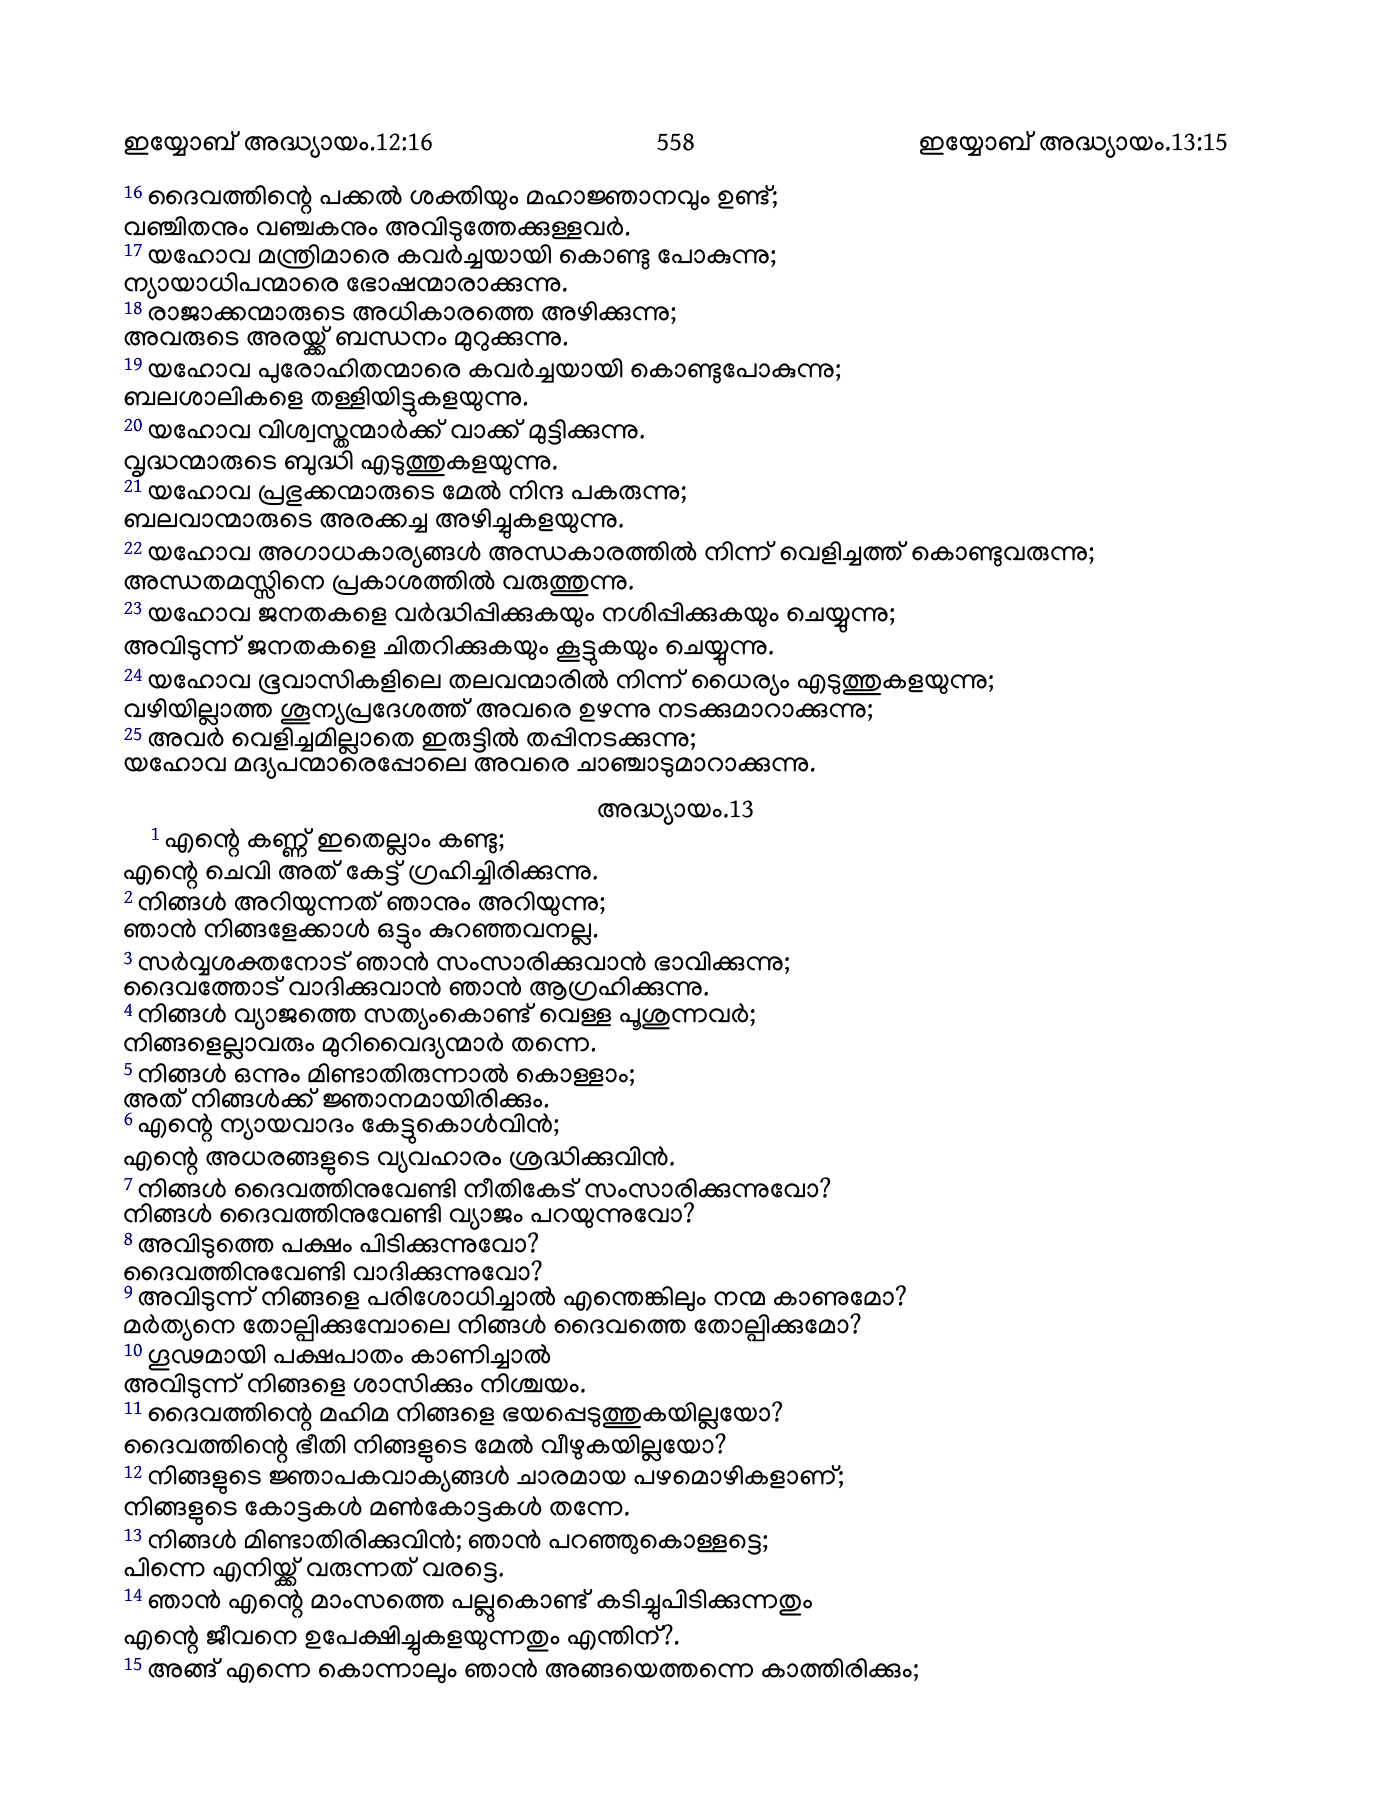 ഇയ്യോബ് അദ്ധ്യായം.12:16 558 ഇയ്യോബ് അദ്ധ്യായം.13:15
16 ദൈവത്തിന്റെ പക്കൽ ശക്തിയും മഹാജ്ഞാനവും ഉണ്ട്;
വഞ്ചിതനും വഞ്ചകനും അവിടുത്തേക്കുള്ളവർ.
17 യഹോവ മന്ത്രിമാരെ കവർച്ചയായി കൊണ്ടു പോകുന്നു;
ന്യായാധിപന്മാരെ ഭോഷന്മാരാക്കുന്നു.
18 രാജാക്കന്മാരുടെ അധികാരത്തെ അഴിക്കുന്നു;
അവരുടെ അരയ്ക്ക് ബന്ധനം മുറുക്കുന്നു.
19 യഹോവ പുരോഹിതന്മാരെ കവർച്ചയായി കൊണ്ടുപോകുന്നു;
ബലശാലികളെ തള്ളിയിട്ടുകളയുന്നു.
20 യഹോവ വിശ്വസ്തന്മാർക്ക് വാക്ക് മുട്ടിക്കുന്നു.
വൃദ്ധന്മാരുടെ ബുദ്ധി എടുത്തുകളയുന്നു.
21 യഹോവ പ്രഭുക്കന്മാരുടെ മേൽ നിന്ദ പകരുന്നു;
ബലവാന്മാരുടെ അരക്കച്ച അഴിച്ചുകളയുന്നു.
22 യഹോവ അഗാധകാര്യങ്ങൾ അന്ധകാരത്തിൽ നിന്ന് വെളിച്ചത്ത് കൊണ്ടുവരുന്നു;
അന്ധതമസ്സിനെ പ്രകാശത്തിൽ വരുത്തുന്നു.
23 യഹോവ ജനതകളെ വർദ്ധിപ്പിക്കുകയും നശിപ്പിക്കുകയും ചെയ്യുന്നു;
അവിടുന്ന് ജനതകളെ ചിതറിക്കുകയും കൂട്ടുകയും ചെയ്യുന്നു.
24 യഹോവ ഭൂവാസികളിലെ തലവന്മാരിൽ നിന്ന് ധൈര്യം എടുത്തുകളയുന്നു;
വഴിയില്ലാത്ത ശൂന്യപ്രദേശത്ത് അവരെ ഉഴന്നു നടക്കുമാറാക്കുന്നു;
25 അവർ വെളിച്ചമില്ലാതെ ഇരുട്ടിൽ തപ്പിനടക്കുന്നു;
യഹോവ മദ്യപന്മാരെപ്പോലെ അവരെ ചാഞ്ചാടുമാറാക്കുന്നു.
അദ്ധ്യായം.13
1 എന്റെ കണ്ണ് ഇതെല്ലാം കണ്ടു;
എന്റെ ചെവി അത് കേട്ട് ഗ്രഹിച്ചിരിക്കുന്നു.
2 നിങ്ങൾ അറിയുന്നത് ഞാനും അറിയുന്നു;
ഞാൻ നിങ്ങളേക്കാൾ ഒട്ടും കുറഞ്ഞവനല്ല.
3 സർവ്വശക്തനോട് ഞാൻ സംസാരിക്കുവാൻ ഭാവിക്കുന്നു;
ദൈവത്തോട് വാദിക്കുവാൻ ഞാൻ ആഗ്രഹിക്കുന്നു.
4 നിങ്ങൾ വ്യാജത്തെ സത്യംകൊണ്ട് വെള്ള പൂശുന്നവർ;
നിങ്ങളെല്ലാവരും മുറിവൈദ്യന്മാർ തന്നെ.
5 നിങ്ങൾ ഒന്നും മിണ്ടാതിരുന്നാൽ കൊള്ളാം;
അത് നിങ്ങൾക്ക് ജ്ഞാനമായിരിക്കും.
6 എന്റെ ന്യായവാദം കേട്ടുകൊൾവിൻ;
എന്റെ അധരങ്ങളുടെ വ്യവഹാരം ശ്രദ്ധിക്കുവിൻ.
7 നിങ്ങൾ ദൈവത്തിനുവേണ്ടി നീതികേട് സംസാരിക്കുന്നുവോ?
നിങ്ങൾ ദൈവത്തിനുവേണ്ടി വ്യാജം പറയുന്നുവോ?
8 അവിടുത്തെ പക്ഷം പിടിക്കുന്നുവോ?
ദൈവത്തിനുവേണ്ടി വാദിക്കുന്നുവോ?
9 അവിടുന്ന് നിങ്ങളെ പരിശോധിച്ചാൽ എന്തെങ്കിലും നന്മ കാണുമോ?
മർത്യനെ തോല്പിക്കുമ്പോലെ നിങ്ങൾ ദൈവത്തെ തോല്പിക്കുമോ?
10 ഗൂഢമായി പക്ഷപാതം കാണിച്ചാൽ
അവിടുന്ന് നിങ്ങളെ ശാസിക്കും നിശ്ചയം.
11 ദൈവത്തിന്റെ മഹിമ നിങ്ങളെ ഭയപ്പെടുത്തുകയില്ലയോ?
ദൈവത്തിന്റെ ഭീതി നിങ്ങളുടെ മേൽ വീഴുകയില്ലയോ?
12 നിങ്ങളുടെ ജ്ഞാപകവാക്യങ്ങൾ ചാരമായ പഴമൊഴികളാണ്;
നിങ്ങളുടെ കോട്ടകൾ മൺകോട്ടകൾ തന്നേ.
13 നിങ്ങൾ മിണ്ടാതിരിക്കുവിൻ; ഞാൻ പറഞ്ഞുകൊള്ളട്ടെ;
പിന്നെ എനിയ്ക്ക് വരുന്നത് വരട്ടെ.
14 ഞാൻ എന്റെ മാംസത്തെ പല്ലുകൊണ്ട് കടിച്ചുപിടിക്കുന്നതും
എന്റെ ജീവനെ ഉപേക്ഷിച്ചുകളയുന്നതും എന്തിന്?.
15 അങ്ങ് എന്നെ കൊന്നാലും ഞാൻ അങ്ങയെത്തന്നെ കാത്തിരിക്കും;